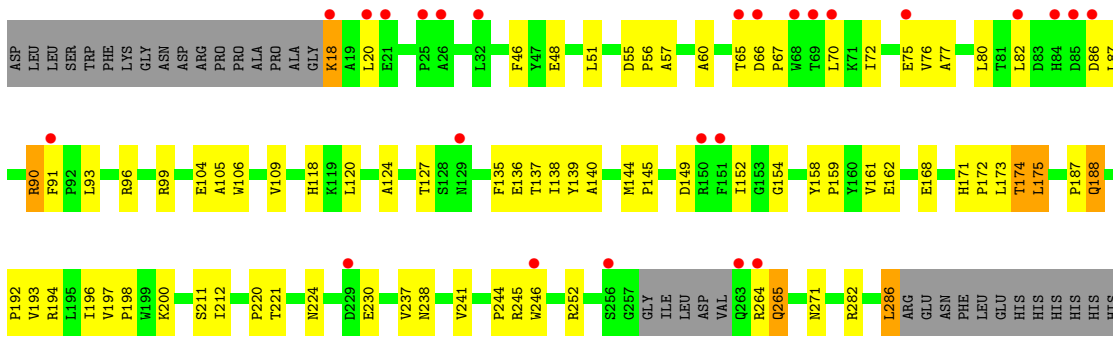 ASP LEU LEU SER TRP PHE LYS GLY ASN ASP ARG PRO PRO ALA PRO ALA GLY K18 A19 L20 E21 P25 A26 L32 F46 Y47 E48 L51 D55 P56 A57 A60 T65 D66 P67 W68 T69 L70 K71 I72 E75 V76 A77 L80 T81 L82 D83 H84 D85 D86 L87
R90 F91 P92 L93 R96 R99 E104 A105 W106 V109 H118 K119 L120 A124 T127 S128 N129 F135 E136 T137 I138 Y139 A140 M144 P145 D149 R150 F151 I152 G153 G154 Y158 P159 Y160 V161 E162 E168 H171 P172 L173 T174 L175 P187 Q188
P192 V193 R194 L195 I196 V197 P198 W199 K200 S211 I212 P220 T221 N224 D229 E230 V237 N238 V241 P244 R245 W246 R252 S256 G257 GLY ILE LEU ASP VAL Q263 R264 Q265 N271 R282 L286 ARG GLU ASN PHE LEU GLU HIS HIS HIS HIS HIS HIS